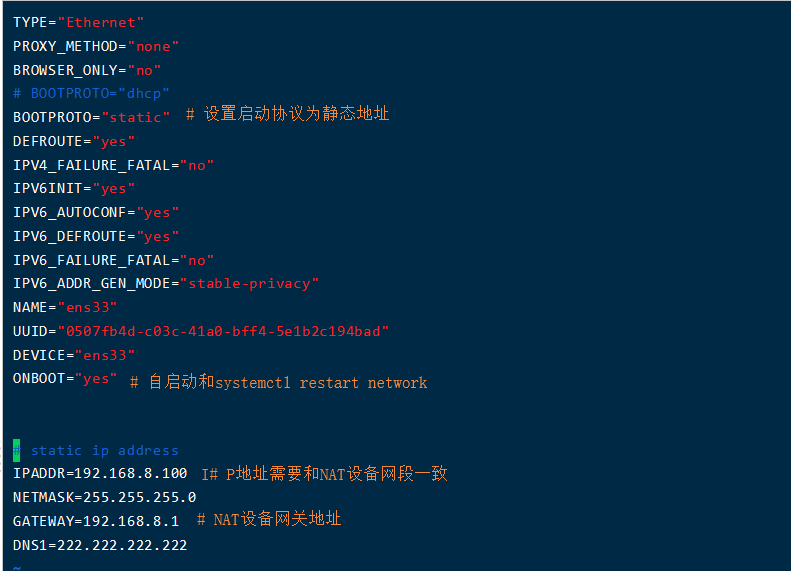 TYPE="Ethernet"
PROXY_METHOD="none"
BROWSER_ONLY="no"
# BOOTPROTO="dhcp"
BOOTPROTO="static" # 设置启动协议为静态地址
DEFROUTE="yes"
IPV4_FAILURE_FATAL="no"
IPV6INIT="yes"
IPV6_AUTOCONF="yes"
IPV6_DEFROUTE="yes"
IPV6_FAILURE_FATAL="no"
IPV6_ADDR_GEN_MODE="stable-privacy"
NAME="ens33"
UUID="0507fb4d-c03c-41a0-bff4-5e1b2c194bad"
DEVICE="ens33"
ONBOOT="yes" # 自启动和systemctl restart network
# static ip address
IPADDR=192.168.8.100 I# P地址需要和NAT设备网段一致
NETMASK=255.255.255.0
GATEWAY=192.168.8.1 # NAT设备网关地址
DNS1=222.222.222.222
~